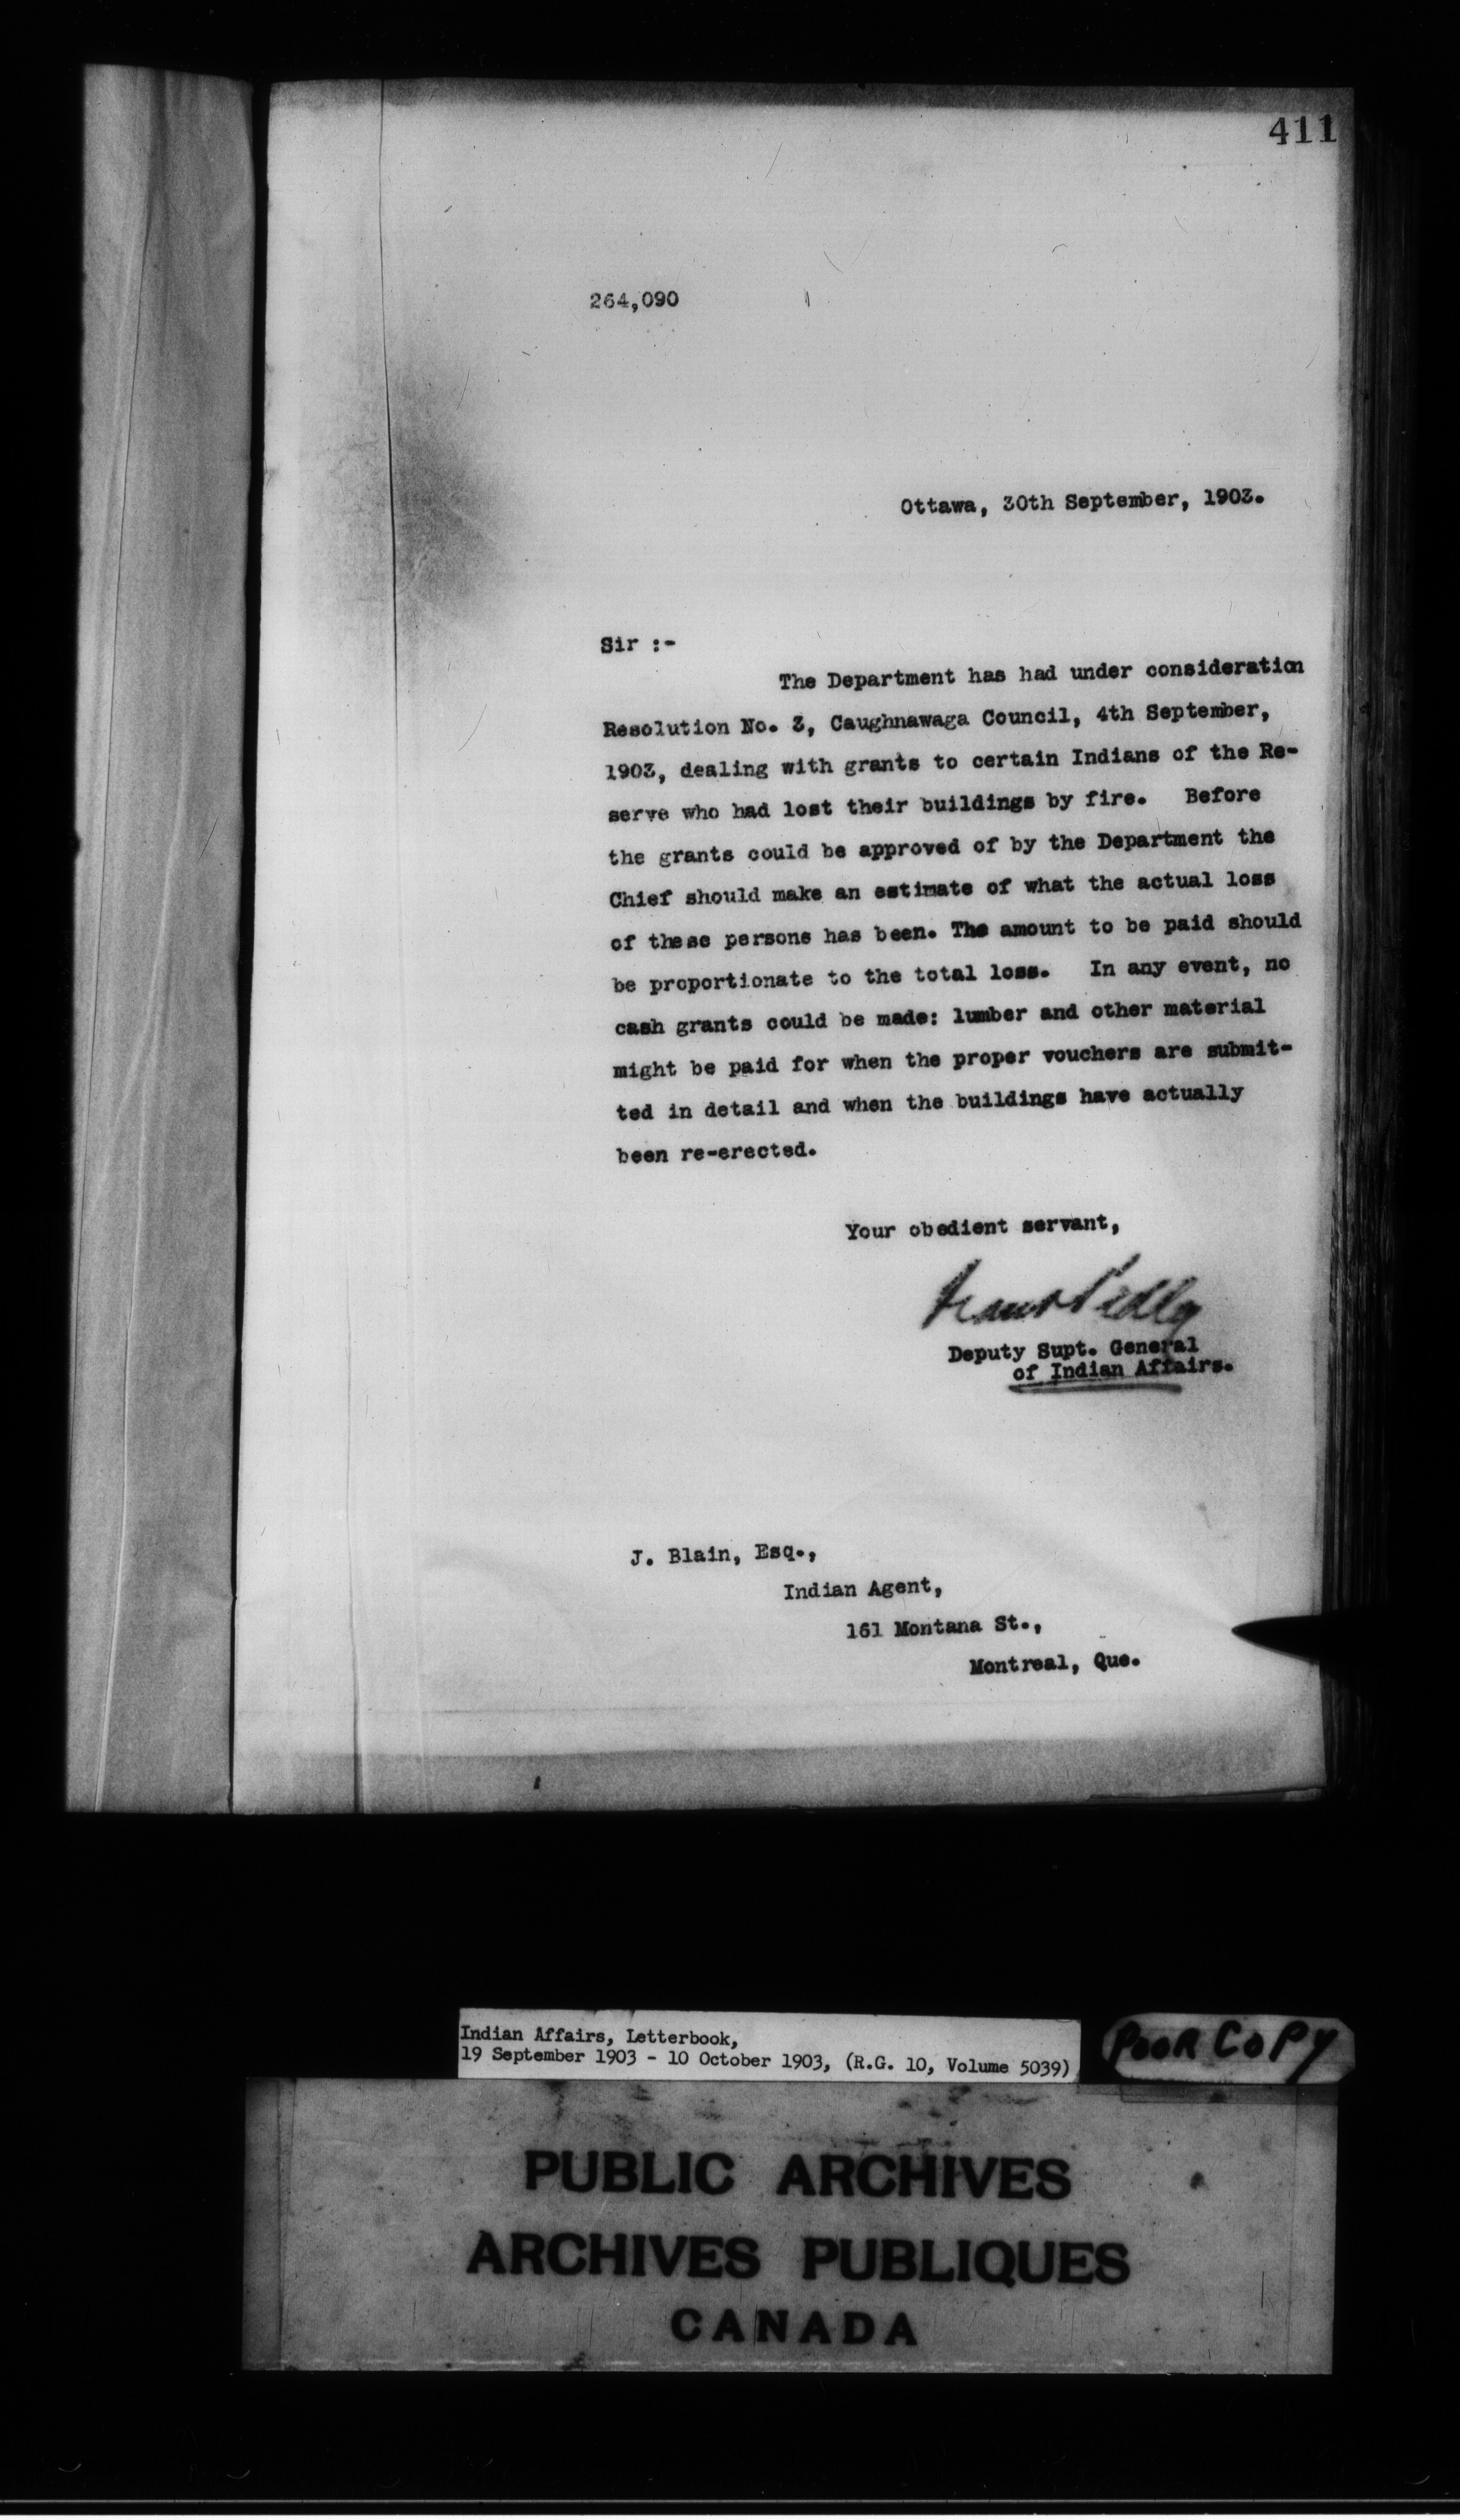 411
264,090
Ottawa, 30th September, 1903.
Sir :-
The Department has had under consideration
Resolution No. 3, Caughnawaga Council, 4th September,
1903, dealing with grants to certain Indians of the Re-
serve who had lost their buildings by fire. Before
the grants could be approved of by the Department the
Chief should make an estimate of what the actual loss
of these persons has been. The amount to be paid should
be proportionate to the total loss. In any event, no
cash grants could be made: lumber and other material
might be paid for when the proper vouchers are submit-
ted in detail and when the buildings have actually
been re-erected.
Your obedient servant,
Frank Pedley
Deputy Supt. General
of Indian Affairs.
J. Blain, Esq.,
Indian Agent,
161 Montana St.,
Montreal, Que.
Indian Affairs, Letterbook,
19 September 1903 - 10 October 1903, (R.G. 10, Volume 5039)
POOR COPY
PUBLIC ARCHIVES
ARCHIVES PUBLIQUES
CANADA